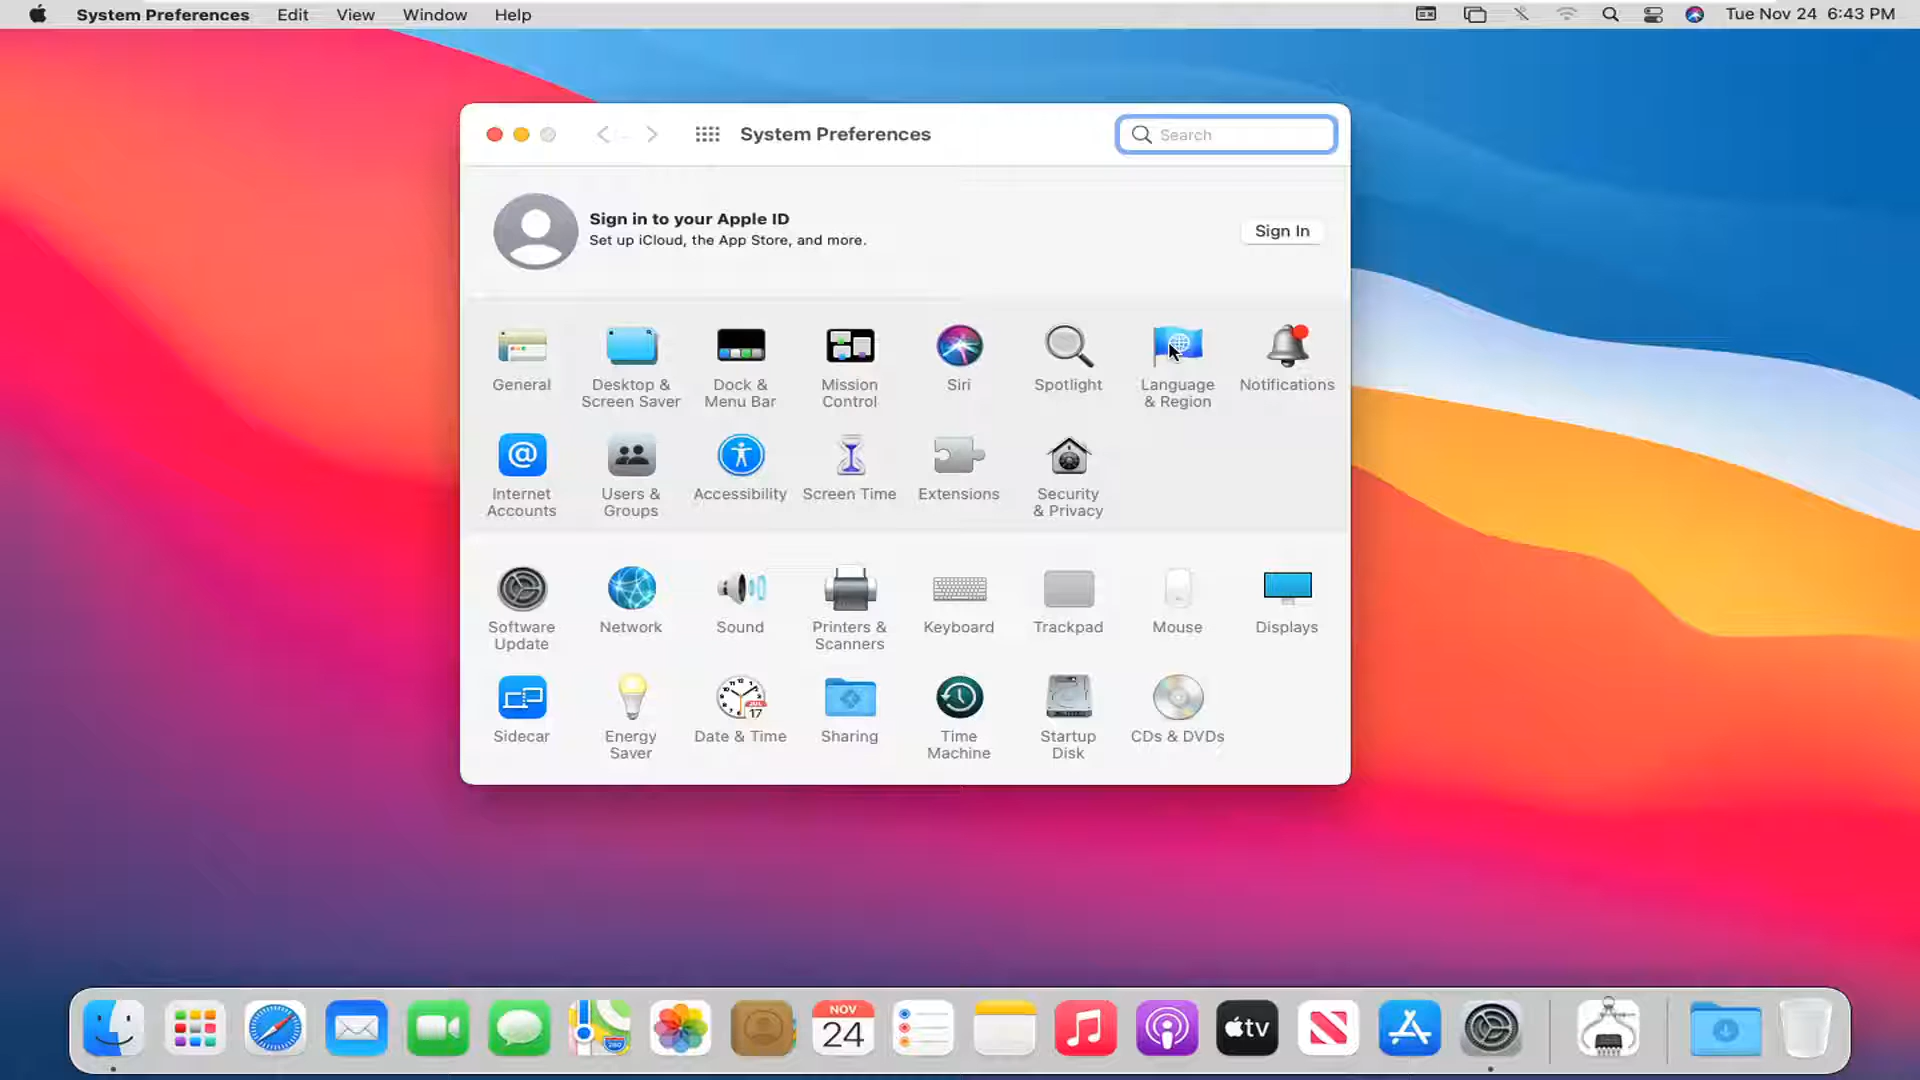 System Preferences Edit View Window Help Tue Nov 24 6:43 PM
System Preferences Search
Sign in to your Apple ID
Set up iCloud, the App Store, and more.
Sign In
General
Desktop &
Screen Saver
Dock &
Menu Bar
Mission
Control
Siri
Spotlight
Language
& Region
Notifications
@
Internet
Accounts
Users &
Groups
Accessibility
Screen Time
Extensions
Security
& Privacy
Software
Update
Network
Sound
Printers &
Scanners
Keyboard
Trackpad
Mouse
Displays
Sidecar
Energy
Saver
JUL
17
Date & Time
Sharing
Time
Machine
Startup
Disk
CDs & DVDs
280
NOV
24
tv